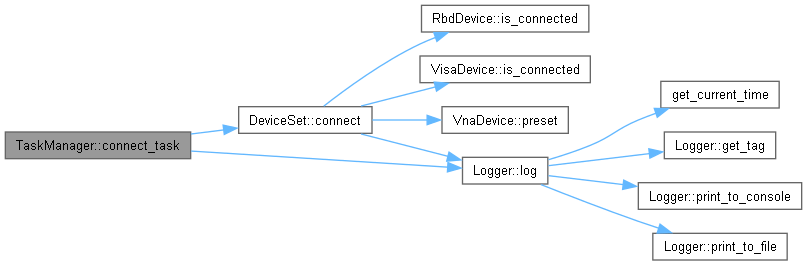 RbdDevice::is_connected
VisaDevice::is_connected
get_current_time
DeviceSet::connect
VnaDevice::preset
TaskManager::connect_task
Logger::get_tag
Logger::log
Logger::print_to_console
Logger::print_to_file